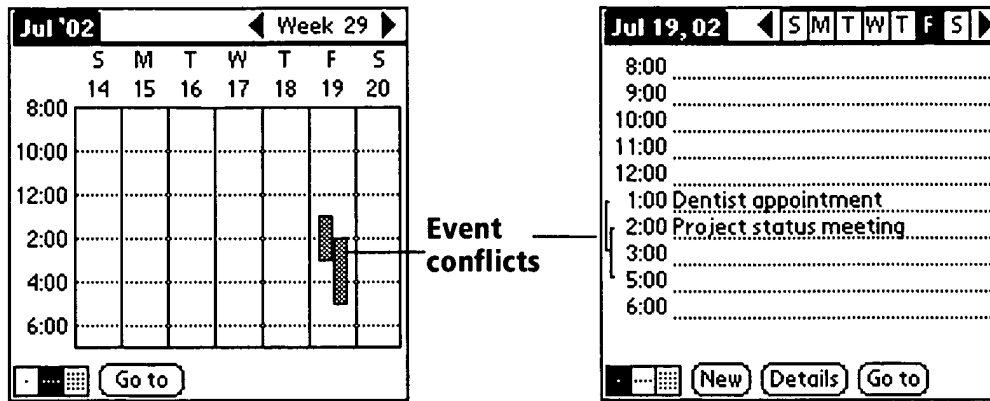 Jul '02
Week 29
S M T W T F S
14 15 16 17 18 19 20
8:00
10:00
12:00
2:00
4:00
6:00
Go to
Event
conflicts
Jul 19, 02
S M T W T F S
8:00
9:00
10:00
11:00
12:00
1:00 Dentist appointment
2:00 Project status meeting
3:00
5:00
6:00
New Details Go to